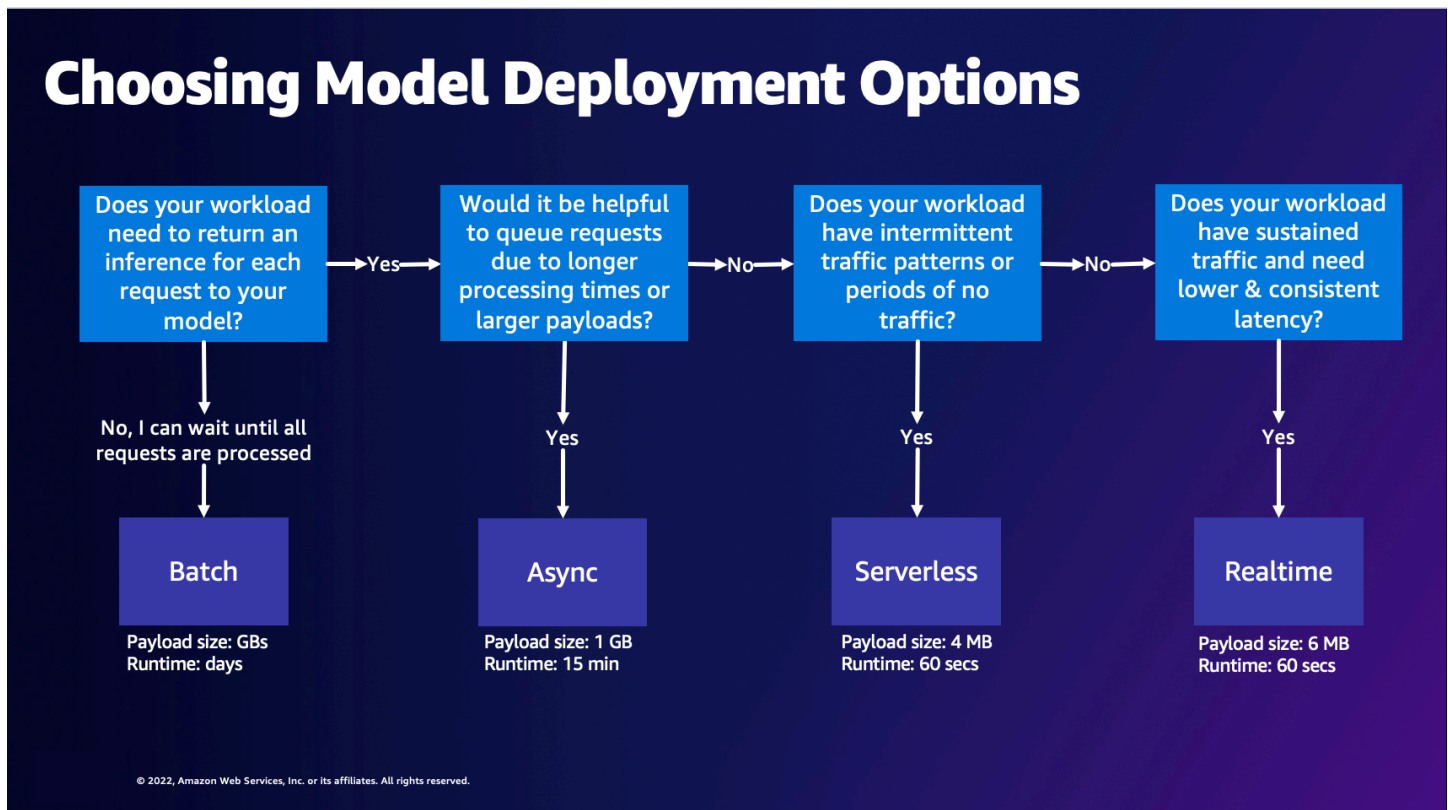 Choosing Model Deployment Options
Does your workload
need to return an
inference for each
request to your
model?
Yes
Would it be helpful
to queue requests
due to longer
processing times or
larger payloads?
No
Does your workload
have intermittent
traffic patterns or
periods of no
traffic?
No
Does your workload
have sustained
traffic and need
lower & consistent
latency?
No, I can wait until all
requests are processed
Yes
Yes
Yes
Batch
Async
Serverless
Realtime
Payload size: GBs
Runtime: days
Payload size: 1 GB
Runtime: 15 min
Payload size: 4 MB
Runtime: 60 secs
Payload size: 6 MB
Runtime: 60 secs
© 2022, Amazon Web Services, Inc. or its affiliates. All rights reserved.